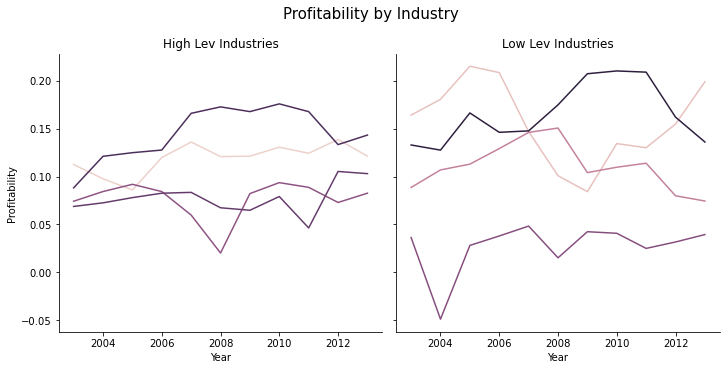 Profitability by Industry
High Lev Industries
Low Lev Industries
0.20
0.15
0.10
0.05
0.00
−0.05
Profitability
2004 2006 2008 2010 2012
2004 2006 2008 2010 2012
Year
Year